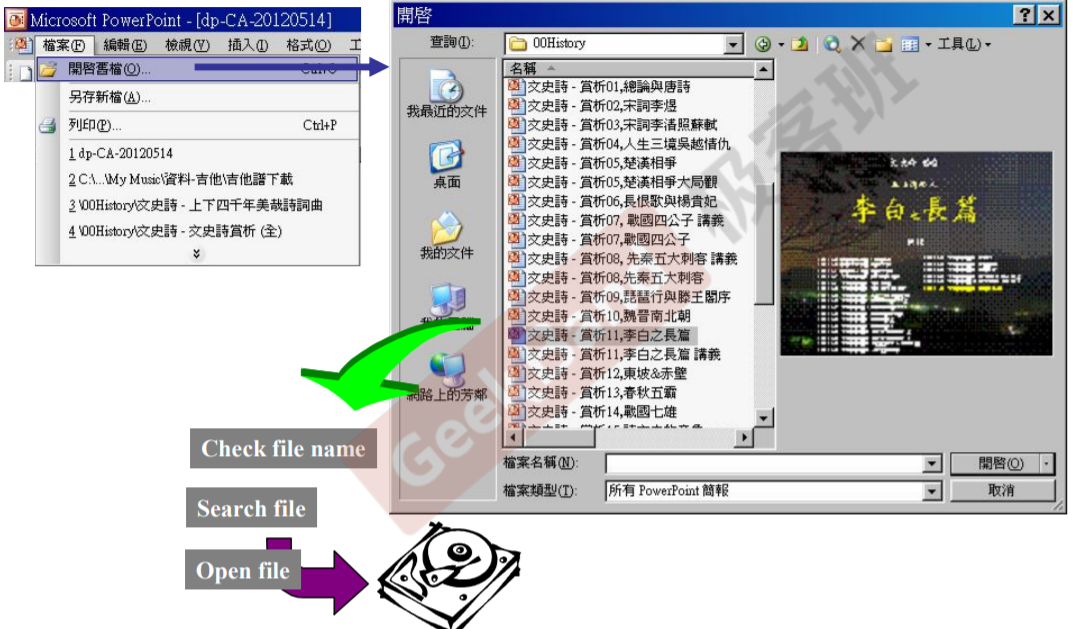 Microsoft PowerPoint - [dp-CA-20120514]
檔案(F) 編輯(E) 檢視(V) 插入(I) 格式(O) 工
開啓舊檔(O)...
另存新檔(A)...
列印(P)... Ctrl+P
1 dp-CA-20120514
2 C:\...\My Music\資料-吉他\吉他譜下載
3 \00History\文史詩 - 上下四千年美哉詩詞曲
4 \00History\文史詩 - 文史詩賞析 (全)
開啓
查詢(I): 00History 工具(L)
名稱
我最近的文件
桌面
我的文件
網路上的芳鄰
文史詩 - 賞析01,總論與唐詩
文史詩 - 賞析02,宋詞李煜
文史詩 - 賞析03,宋詞李清照蘇軾
文史詩 - 賞析04,人生三境吳越情仇
文史詩 - 賞析05,楚漢相爭
文史詩 - 賞析05,楚漢相爭大局觀
文史詩 - 賞析06,長恨歌與楊貴妃
文史詩 - 賞析07, 戰國四公子 講義
文史詩 - 賞析07,戰國四公子
文史詩 - 賞析08, 先秦五大刺客 講義
文史詩 - 賞析08,先秦五大刺客
文史詩 - 賞析09,琵琶行與滕王閣序
文史詩 - 賞析10,魏晉南北朝
文史詩 - 賞析11,李白之長篇
文史詩 - 賞析11,李白之長篇 講義
文史詩 - 賞析12,東坡&赤壁
文史詩 - 賞析13,春秋五霸
文史詩 - 賞析14,戰國七雄
李白之長篇
檔案名稱(N): 開啓(O)
檔案類型(T): 所有 PowerPoint 簡報 取消
Check file name
Search file
Open file
极客班